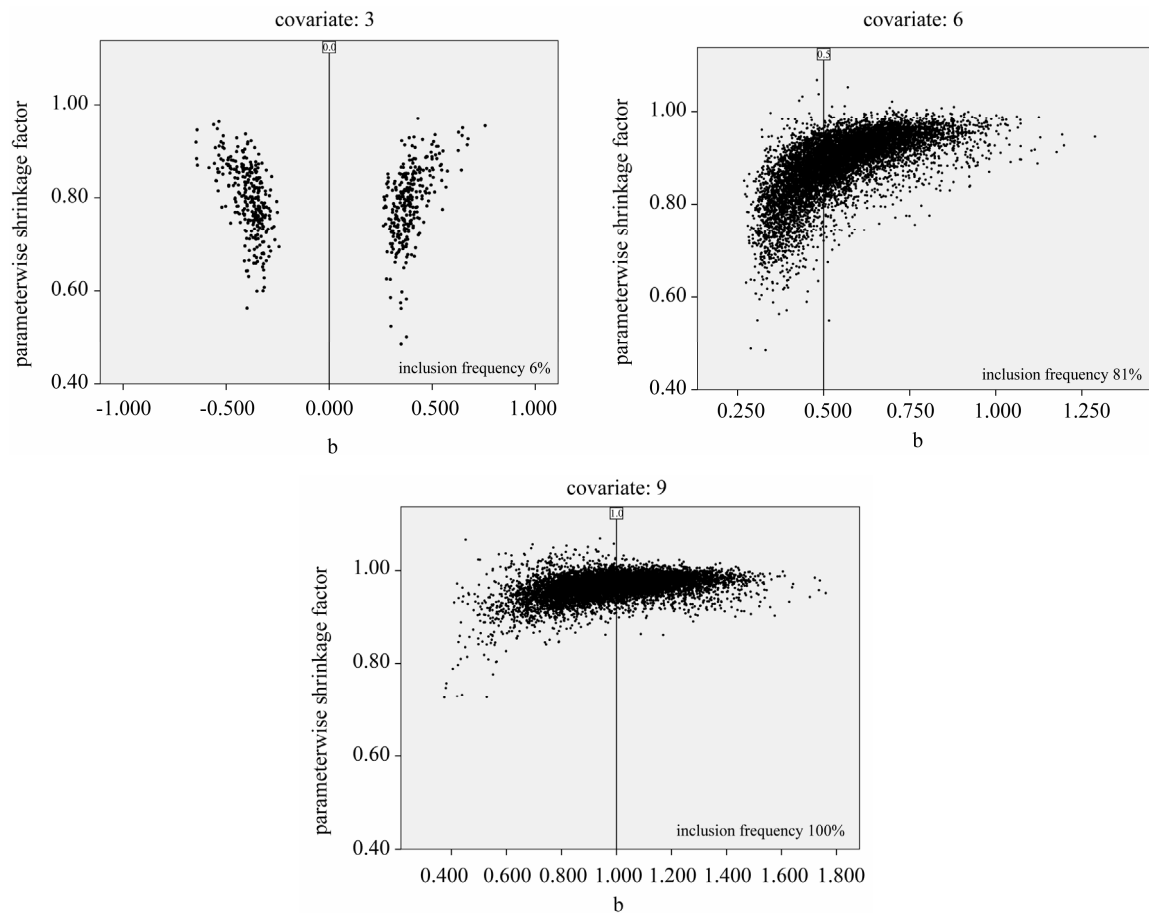 covariate: 3
0.0
parameterwise shrinkage factor
1.00
0.80
0.60
0.40
inclusion frequency 6%
-1.000 -0.500 0.000 0.500 1.000
b
covariate: 6
0.5
parameterwise shrinkage factor
1.00
0.80
0.60
0.40
inclusion frequency 81%
0.250 0.500 0.750 1.000 1.250
b
covariate: 9
1.0
parameterwise shrinkage factor
1.00
0.80
0.60
0.40
inclusion frequency 100%
0.400 0.600 0.800 1.000 1.200 1.400 1.600 1.800
b